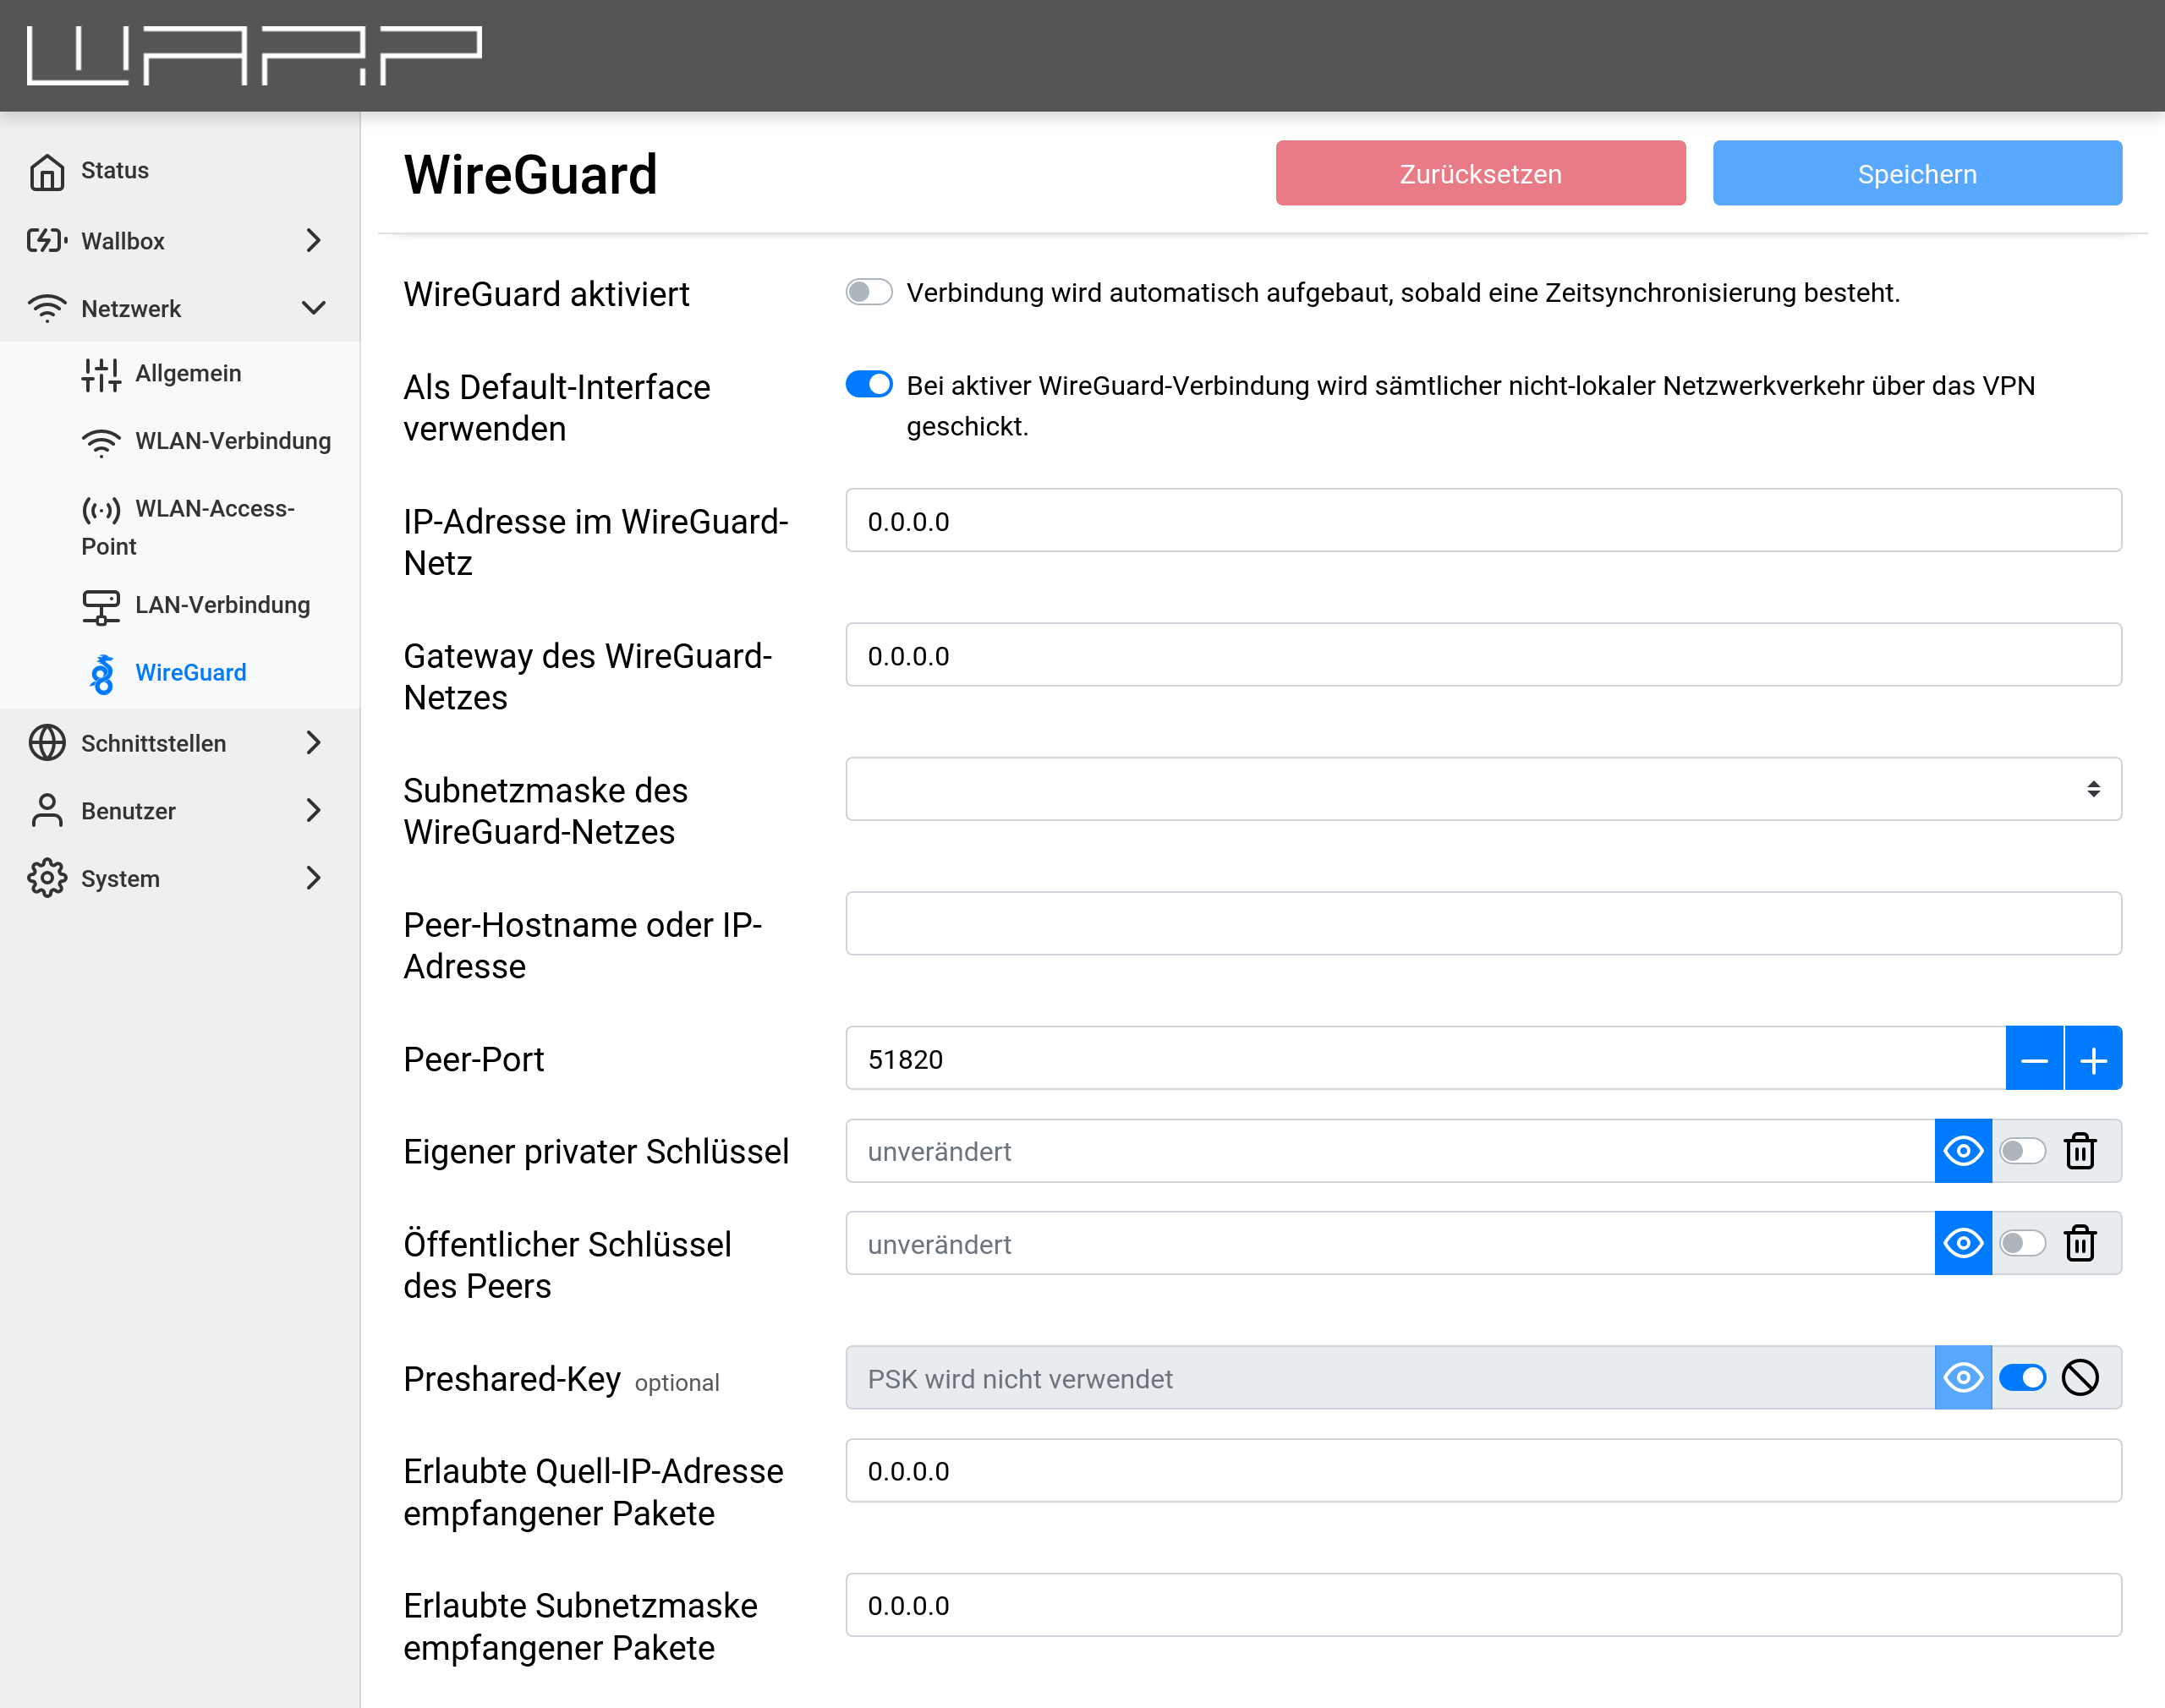 WARP
Status
Wallbox
Netzwerk
Allgemein
WLAN-Verbindung
WLAN-Access-
Point
LAN-Verbindung
WireGuard
Schnittstellen
Benutzer
System
WireGuard
Zurücksetzen
Speichern
WireGuard aktiviert
Verbindung wird automatisch aufgebaut, sobald eine Zeitsynchronisierung besteht.
Als Default-Interface
verwenden
Bei aktiver WireGuard-Verbindung wird sämtlicher nicht-lokaler Netzwerkverkehr über das VPN
geschickt.
IP-Adresse im WireGuard-
Netz
0.0.0.0
Gateway des WireGuard-
Netzes
0.0.0.0
Subnetzmaske des
WireGuard-Netzes
Peer-Hostname oder IP-
Adresse
Peer-Port
51820
Eigener privater Schlüssel
unverändert
Öffentlicher Schlüssel
des Peers
unverändert
Preshared-Key optional
PSK wird nicht verwendet
Erlaubte Quell-IP-Adresse
empfangener Pakete
0.0.0.0
Erlaubte Subnetzmaske
empfangener Pakete
0.0.0.0